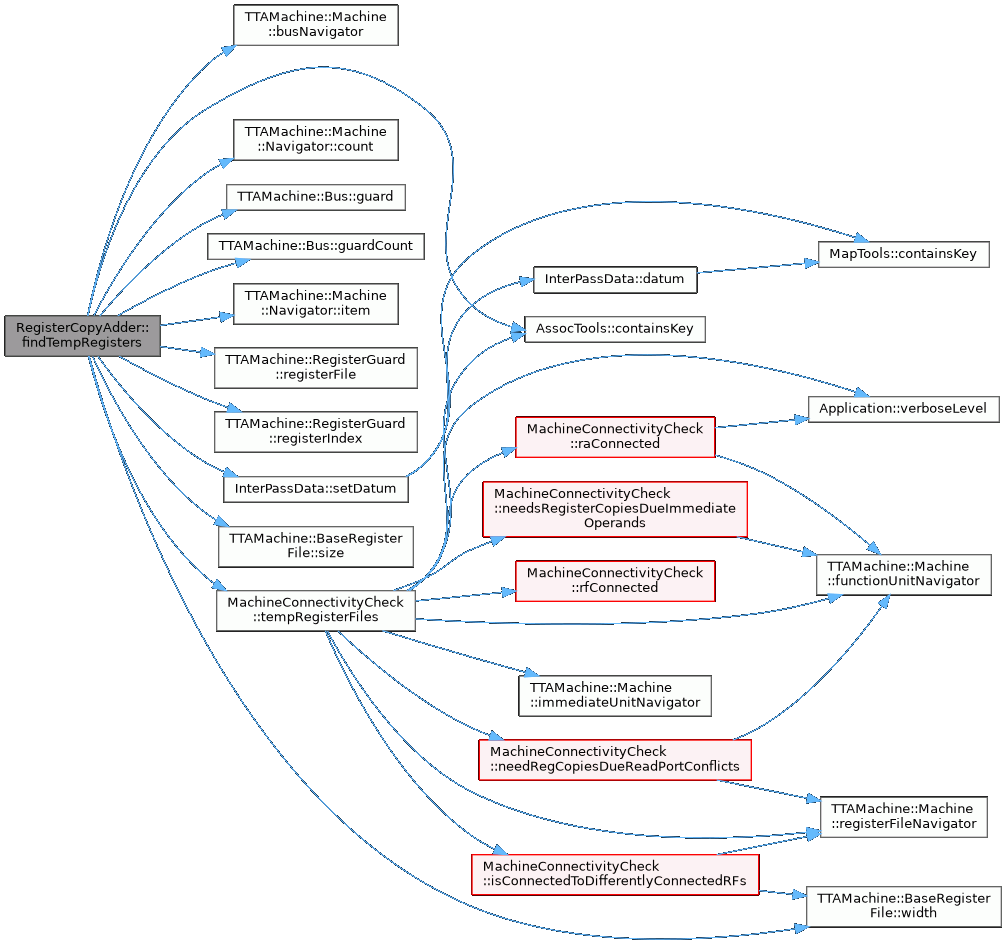 TTAMachine::Machine
::busNavigator
TTAMachine::Machine
::Navigator::count
TTAMachine::Bus::guard
TTAMachine::Bus::guardCount
TTAMachine::Machine
::Navigator::item
RegisterCopyAdder::
findTempRegisters
TTAMachine::RegisterGuard
::registerFile
TTAMachine::RegisterGuard
::registerIndex
InterPassData::setDatum
TTAMachine::BaseRegister
File::size
MachineConnectivityCheck
::tempRegisterFiles
InterPassData::datum
AssocTools::containsKey
MachineConnectivityCheck
::raConnected
MachineConnectivityCheck
::needsRegisterCopiesDueImmediate
Operands
MachineConnectivityCheck
::rfConnected
TTAMachine::Machine
::immediateUnitNavigator
MachineConnectivityCheck
::needRegCopiesDueReadPortConflicts
MachineConnectivityCheck
::isConnectedToDifferentlyConnectedRFs
MapTools::containsKey
Application::verboseLevel
TTAMachine::Machine
::functionUnitNavigator
TTAMachine::Machine
::registerFileNavigator
TTAMachine::BaseRegister
File::width